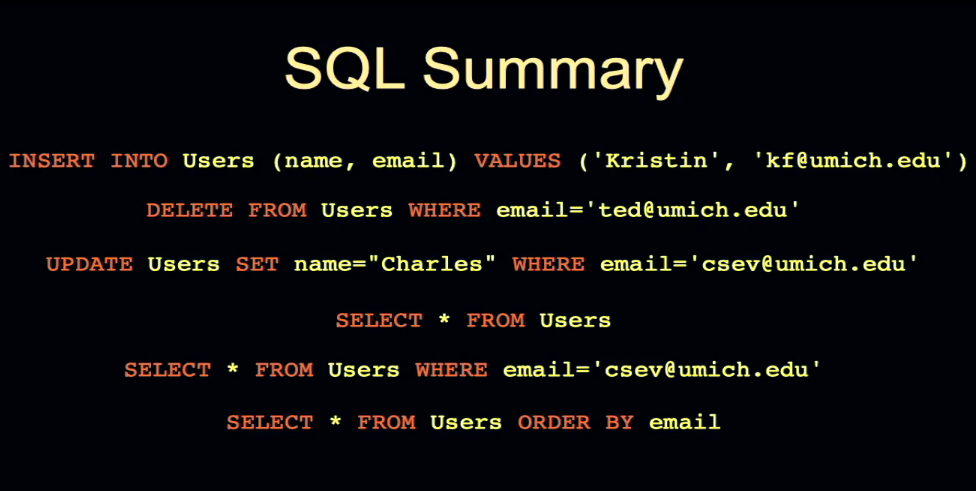 SQL Summary
INSERT INTO Users (name, email) VALUES ('Kristin', 'kf@umich.edu')
DELETE FROM Users WHERE email='ted@umich.edu'
UPDATE Users SET name="Charles" WHERE email='csev@umich.edu'
SELECT * FROM Users
SELECT * FROM Users WHERE email='csev@umich.edu'
SELECT * FROM Users ORDER BY email